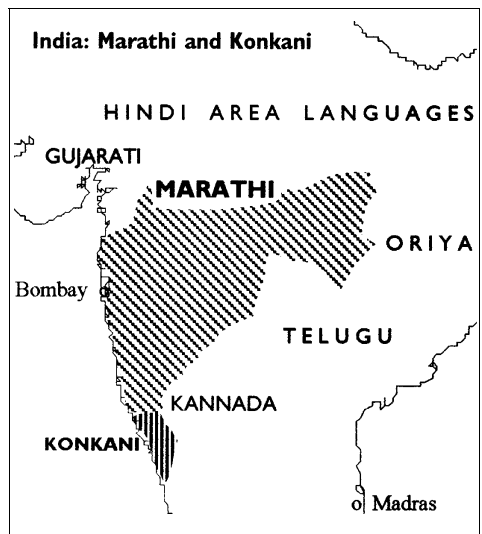 India: Marathi and Konkani
HINDI AREA LANGUAGES
GUJARATI
MARATHI
ORIYA
Bombay
TELUGU
KANNADA
KONKANI
Madras